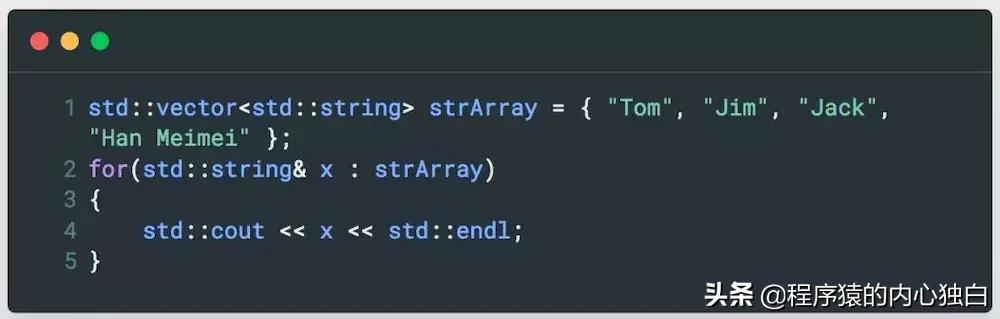 1 std::vector<std::string> strArray = { "Tom", "Jim", "Jack",
"Han Meimei" };
2 for(std::string& x : strArray)
3 {
4     std::cout << x << std::endl;
5 }
头条 @程序猿的内心独白